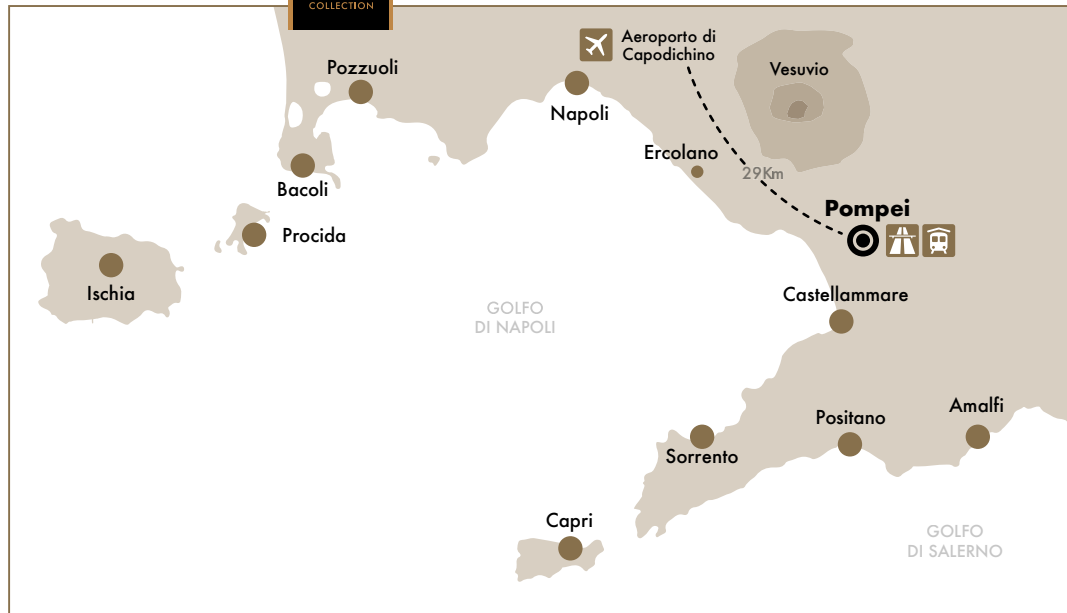 COLLECTION
Aeroporto di
Capodichino
Pozzuoli
Vesuvio
Napoli
Ercolano
29Km
Bacoli
Pompei
Procida
Ischia
Castellammare
GOLFO
DI NAPOLI
Amalfi
Positano
Sorrento
Capri
GOLFO
DI SALERNO